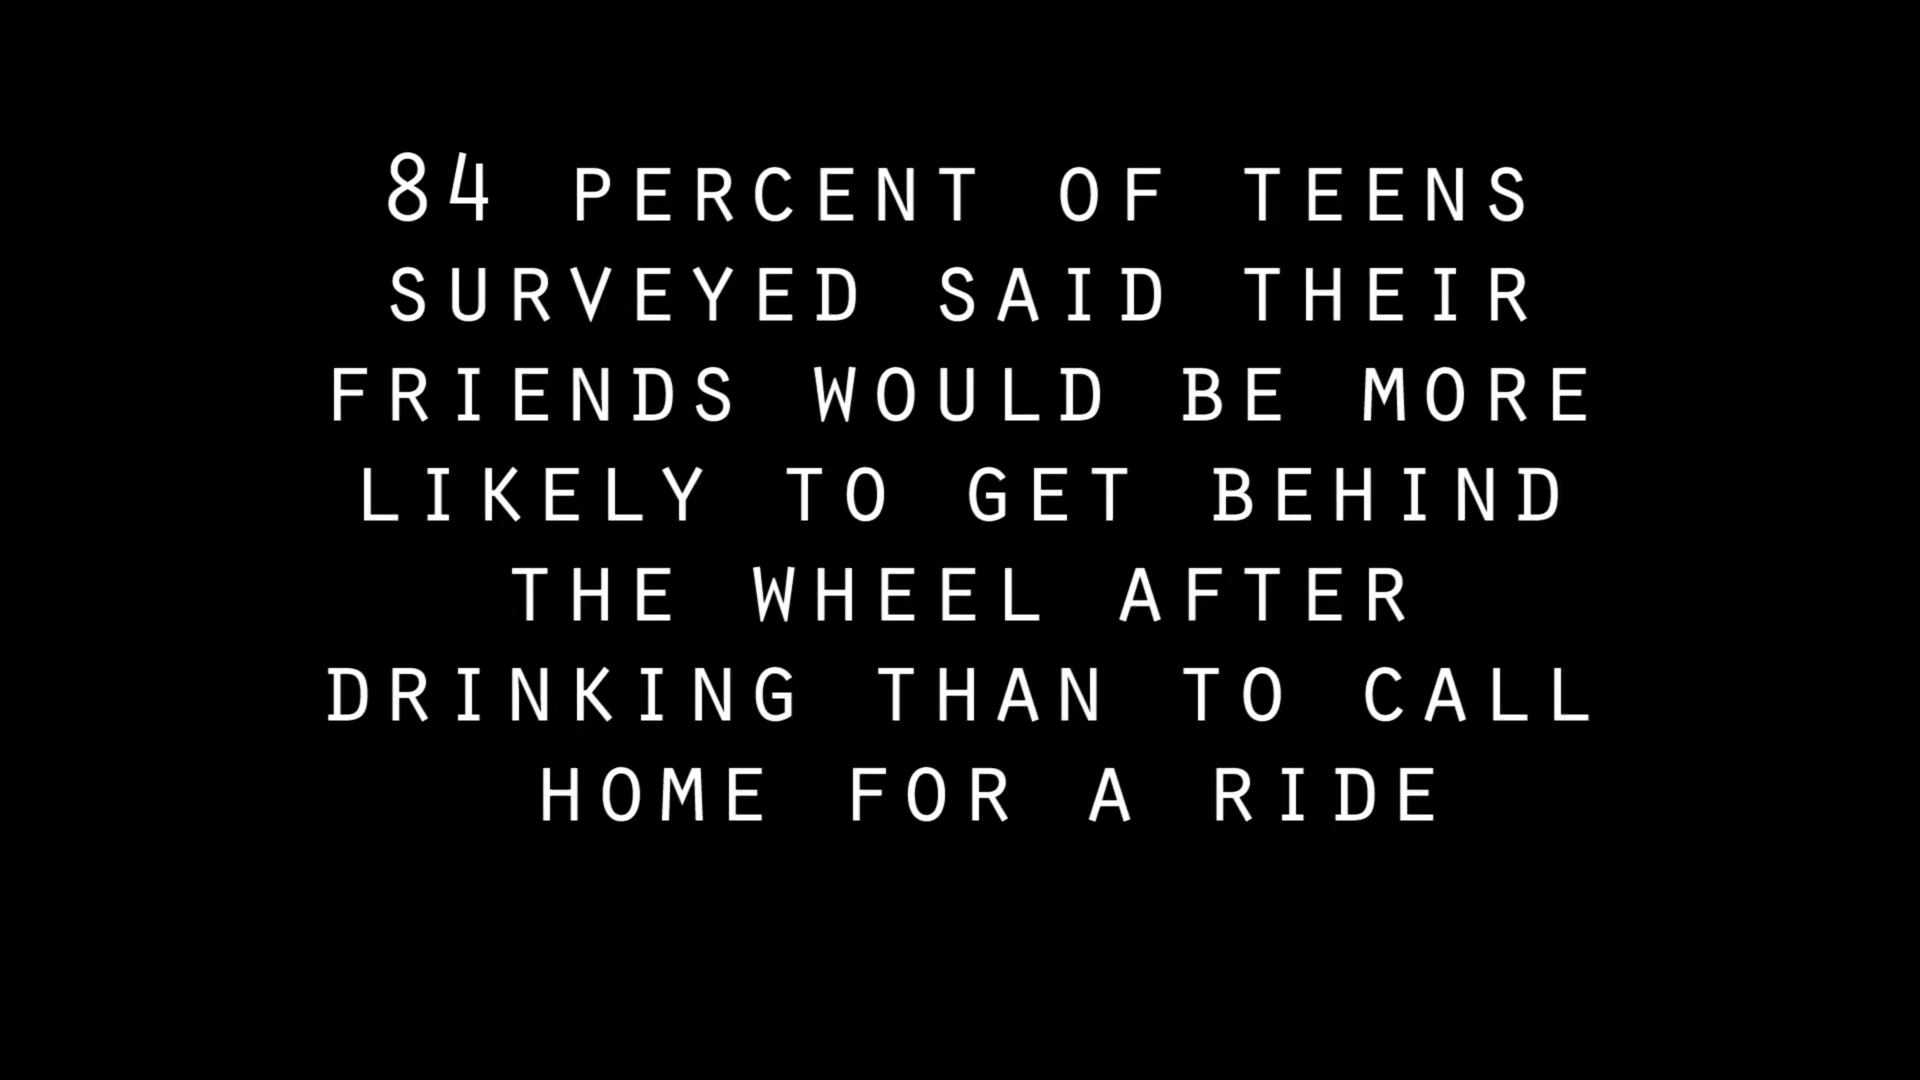 84 PERCENT OF TEENS
SURVEYED SAID THEIR
FRIENDS WOULD BE MORE
LIKELY TO GET BEHIND
THE WHEEL AFTER
DRINKING THAN TO CALL
HOME FOR A RIDE